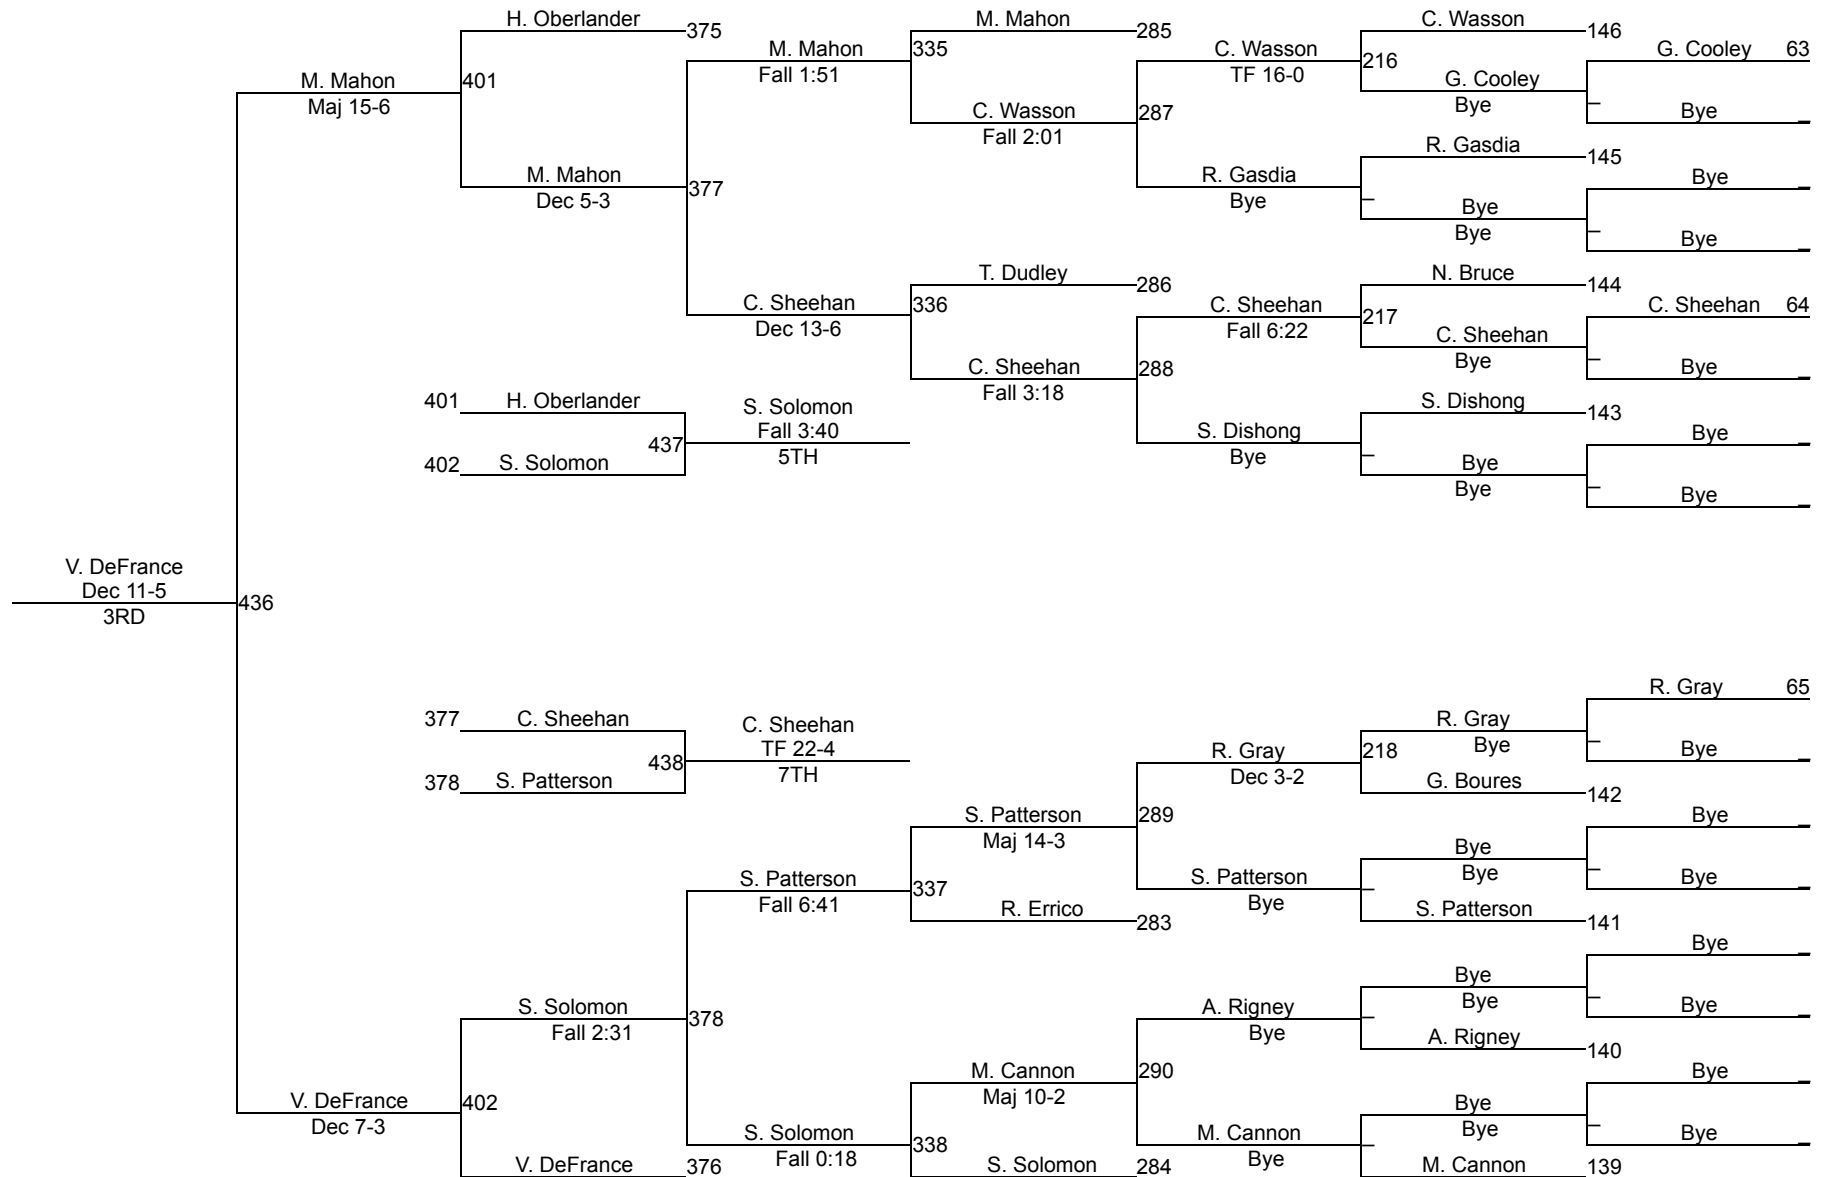 H. Oberlander 375
M. Mahon 285
C. Wasson 146
M. Mahon 335
C. Wasson
G. Cooley 63
Fall 1:51
TF 16-0
216
M. Mahon 401
G. Cooley
Maj 15-6
Bye
C. Wasson 287
Bye _
Fall 2:01
_
R. Gasdia 145
M. Mahon 377
R. Gasdia
Bye _
Dec 5-3
Bye
_
Bye
Bye
_
Bye _
T. Dudley 286
N. Bruce 144
C. Sheehan 336
C. Sheehan 217
C. Sheehan 64
Dec 13-6
Fall 6:22
C. Sheehan
Bye
_
C. Sheehan 288
Bye _
Fall 3:18
401 H. Oberlander
S. Solomon
S. Dishong 143
Fall 3:40
S. Dishong
Bye _
437
5TH
Bye
_
402 S. Solomon
Bye
Bye
_
Bye _
V. DeFrance
Dec 11-5
3RD
436
R. Gray 65
377 C. Sheehan
C. Sheehan
R. Gray
TF 22-4
R. Gray 218
Bye
_
Bye _
438
7TH
Dec 3-2
378 S. Patterson
G. Boures 142
S. Patterson 289
Bye _
Maj 14-3
Bye
S. Patterson 337
S. Patterson
Bye
_
Bye _
Fall 6:41
Bye
_
R. Errico 283
S. Patterson 141
Bye _
Bye
S. Solomon 378
A. Rigney
Bye
_
Bye _
Fall 2:31
Bye
_
A. Rigney 140
M. Cannon 290
Bye _
Maj 10-2
V. DeFrance 402
Bye
Dec 7-3
S. Solomon 338
M. Cannon
Bye
_
Bye _
Fall 0:18
Bye
_
V. DeFrance 376
S. Solomon 284
M. Cannon 139